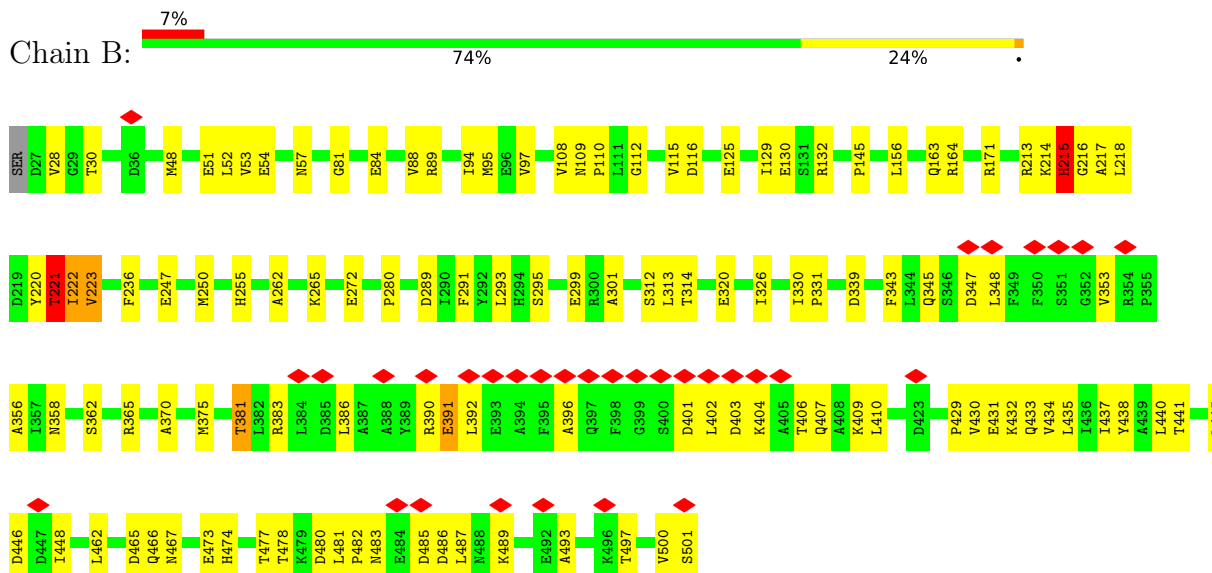 7%
Chain B:
74% 24% •
SER D27 V28 G29 T30 D36 M48 E51 L52 V53 E54 N57 G81 E84 V88 R89 I94 M95 E96 V97 V108 N109 P110 L111 G112 V115 D116 E125 I129 E130 S131 R132 P145 L156 Q163 R164 R171 R213 K214 H215 G216 A217 L218
D219 Y220 T221 I222 V223 F236 E247 M250 H255 A262 K265 E272 P280 D289 I290 F291 Y292 L293 H294 S295 E299 R300 A301 S312 L313 T314 E320 I326 I330 P331 D339 F343 L344 Q345 S346 D347 L348 F349 F350 S351 G352 V353 R354 P355
A356 I357 N358 S362 R365 A370 M375 T381 L382 R383 L384 D385 L386 A387 A388 Y389 R390 E391 L392 E393 A394 F395 A396 Q397 F398 G399 S400 D401 L402 D403 K404 A405 T406 Q407 A408 K409 L410 D423 P429 V430 E431 K432 Q433 V434 L435 I436 I437 Y438 A439 L440 T441
D446 D447 I448 L462 D465 Q466 N467 E473 H474 T477 T478 K479 D480 L481 P482 N483 E484 D485 D486 L487 N488 K489 E492 A493 K496 T497 V500 S501